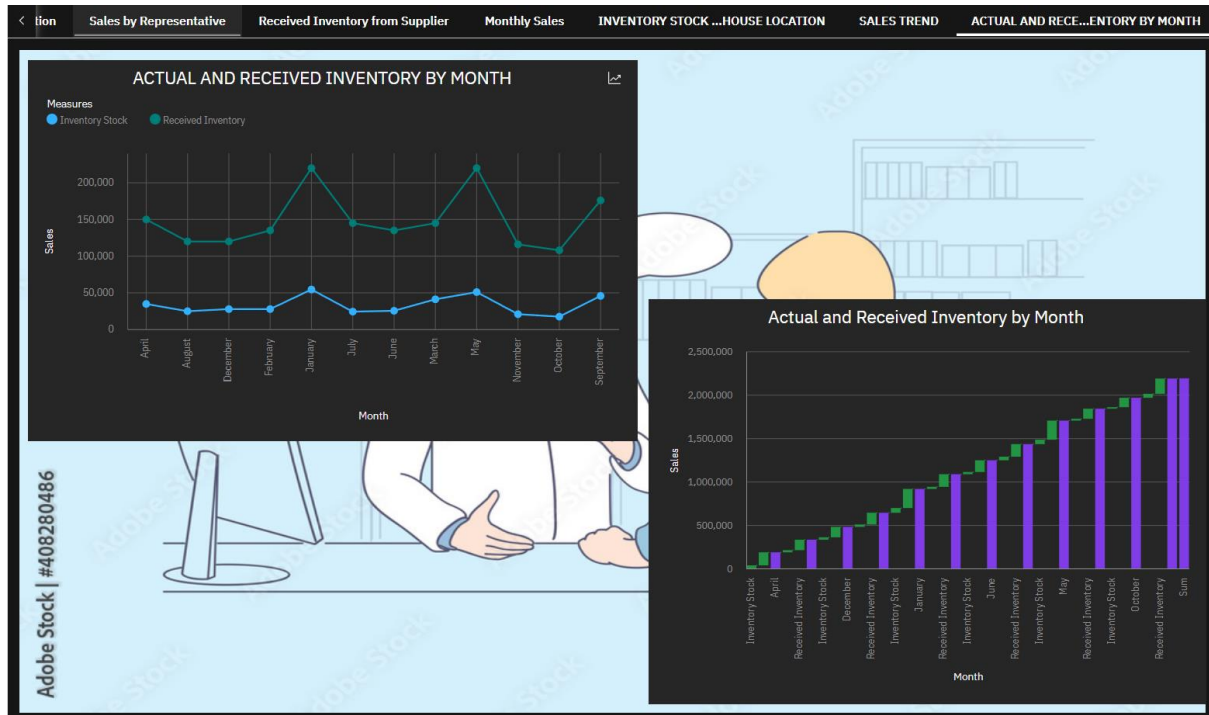 < tion Sales by Representative Received Inventory from Supplier Monthly Sales INVENTORY STOCK ...HOUSE LOCATION SALES TREND ACTUAL AND RECE...ENTORY BY MONTH
ACTUAL AND RECEIVED INVENTORY BY MONTH
Measures
Inventory Stock Received Inventory
Sales
200,000
150,000
100,000
50,000
0
April
August
December
February
January
July
June
March
May
November
October
September
Month
Actual and Received Inventory by Month
Sales
2,500,000
2,000,000
1,500,000
1,000,000
500,000
0
Inventory Stock
April
Received Inventory
Inventory Stock
December
Received Inventory
Inventory Stock
January
Received Inventory
Inventory Stock
June
Received Inventory
Inventory Stock
May
Received Inventory
Inventory Stock
October
Received Inventory
Sum
Month
Adobe Stock | #408280486
Adobe Stock